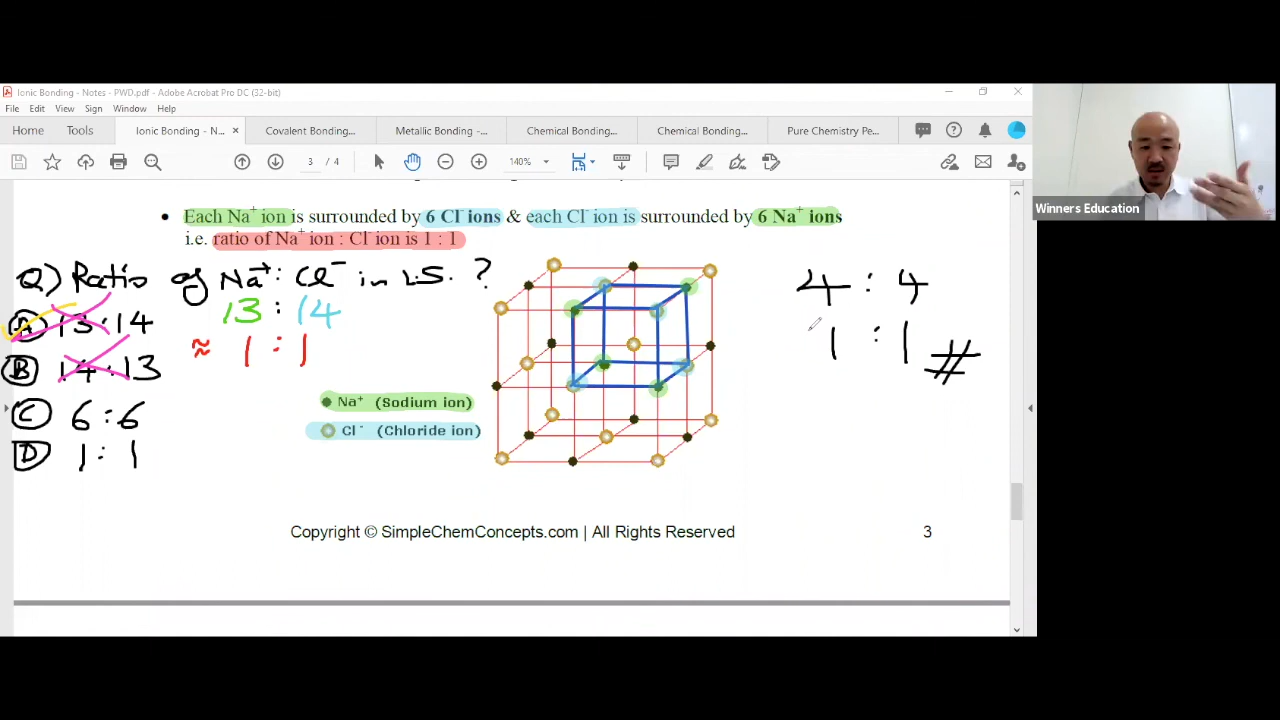 Ionic Bonding - Notes - PWD.pdf - Adobe Acrobat Pro DC (32-bit)
File Edit View Sign Window Help
Home Tools Ionic Bonding - N... × Covalent Bonding... Metallic Bonding -... Chemical Bonding... Chemical Bonding... Pure Chemistry Pe...
3 / 4 140%
Winners Education
• Each Na⁺ ion is surrounded by 6 Cl⁻ ions & each Cl⁻ ion is surrounded by 6 Na⁺ ions
i.e. ratio of Na⁺ ion : Cl⁻ ion is 1 : 1
Q) Ratio of Na⁺ : Cl⁻ in L.S. ?
13 : 14
≈ 1 : 1
A 13 : 14
B 14 : 13
C 6 : 6
D 1 : 1
4 : 4
1 : 1 #
Na⁺ (Sodium ion)
Cl⁻ (Chloride ion)
Copyright © SimpleChemConcepts.com | All Rights Reserved
3